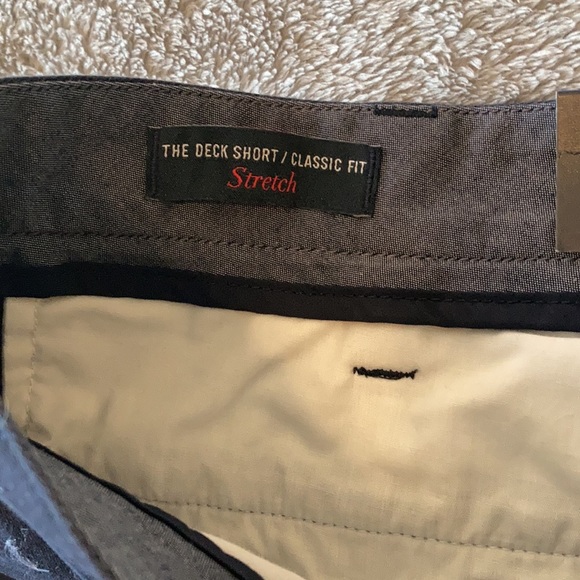 THE DECK SHORT / CLASSIC FIT
Stretch